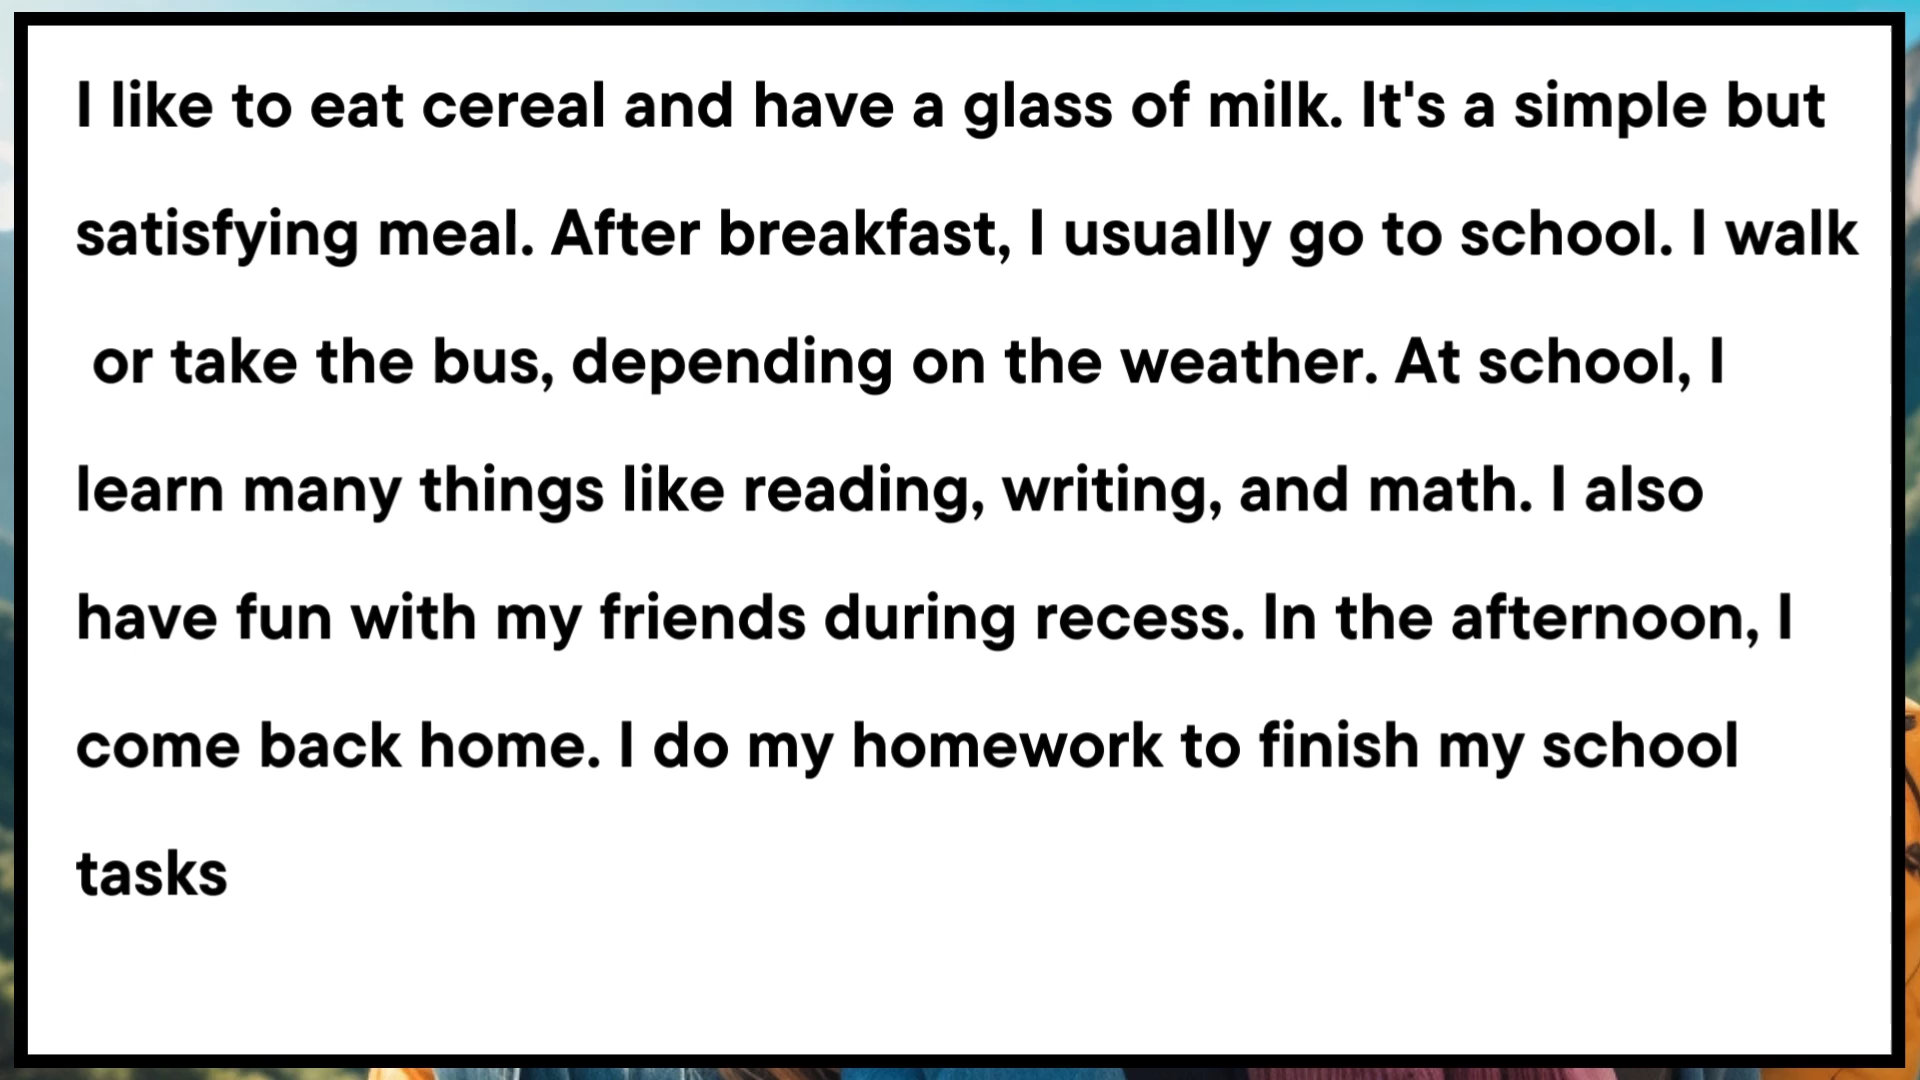 I like to eat cereal and have a glass of milk. It's a simple but
satisfying meal. After breakfast, I usually go to school. I walk
or take the bus, depending on the weather. At school, I
learn many things like reading, writing, and math. I also
have fun with my friends during recess. In the afternoon, I
come back home. I do my homework to finish my school
tasks